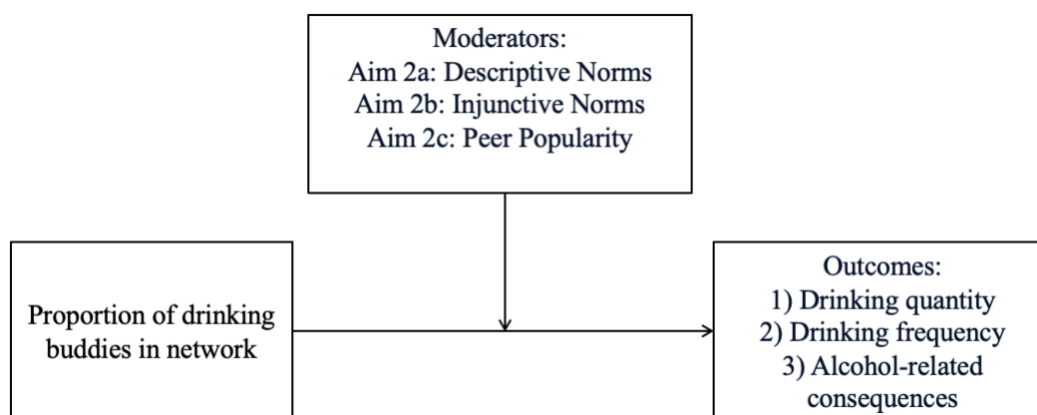 Moderators:
Aim 2a: Descriptive Norms
Aim 2b: Injunctive Norms
Aim 2c: Peer Popularity
Proportion of drinking
buddies in network
Outcomes:
1) Drinking quantity
2) Drinking frequency
3) Alcohol-related
consequences